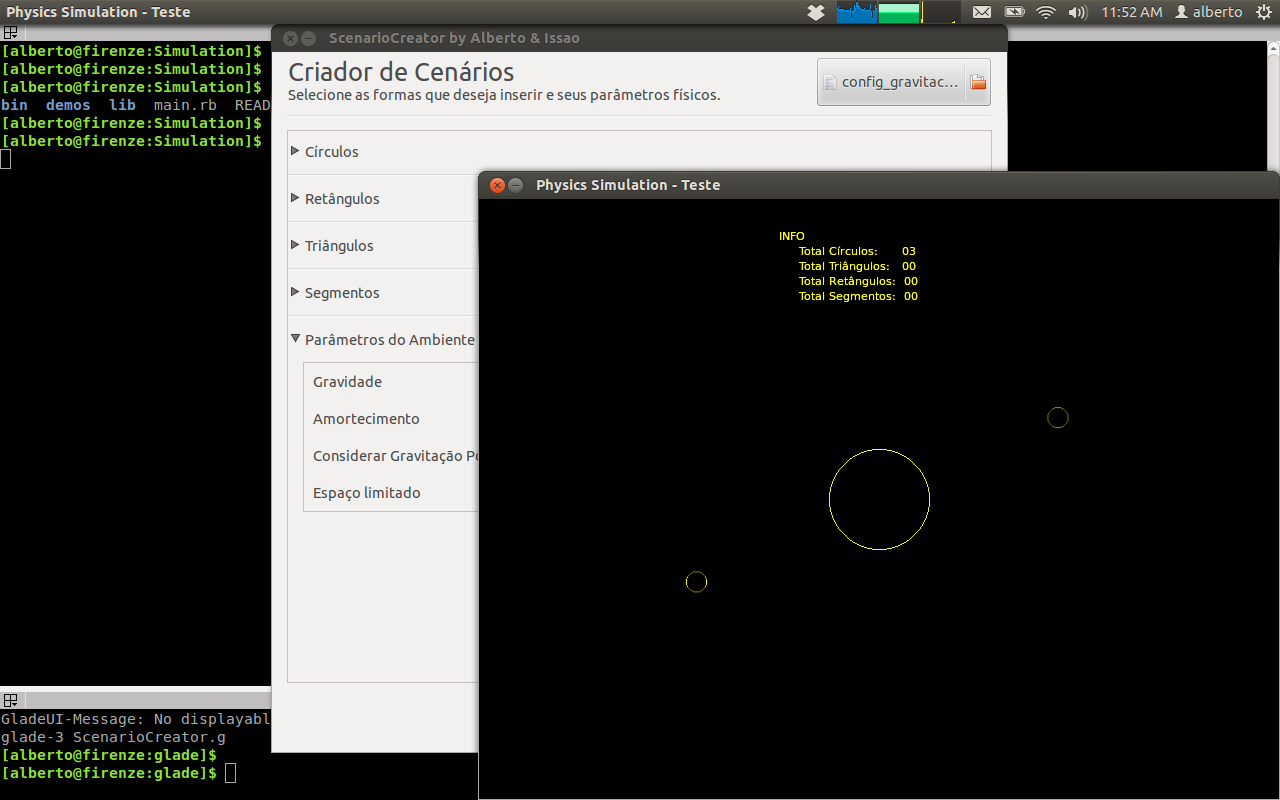 Physics Simulation - Teste
11:52 AM alberto
[alberto@firenze:Simulation]$
[alberto@firenze:Simulation]$
[alberto@firenze:Simulation]$
bin demos lib main.rb READ
[alberto@firenze:Simulation]$
[alberto@firenze:Simulation]$
ScenarioCreator by Alberto & Issao
Criador de Cenários
Selecione as formas que deseja inserir e seus parâmetros físicos.
config_gravitac...
Círculos
Retângulos
Triângulos
Segmentos
Parâmetros do Ambiente
Gravidade
Amortecimento
Considerar Gravitação Po
Espaço limitado
Physics Simulation - Teste
INFO
Total Círculos: 03
Total Triângulos: 00
Total Retângulos: 00
Total Segmentos: 00
GladeUI-Message: No displayabl
glade-3 ScenarioCreator.g
[alberto@firenze:glade]$
[alberto@firenze:glade]$